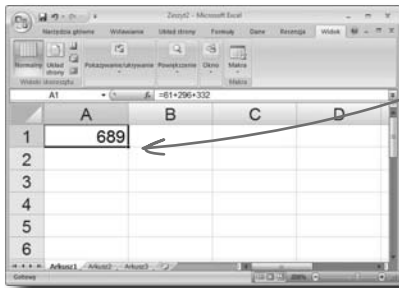 Zeszyt2 - Microsoft Excel
Narzędzia główne Wstawianie Układ strony Formuły Dane Recenzja Widok
Normalny Układ strony Pokazywanie/ukrywanie Powiększenie Okno Makra
Widoki skoroszytu Makra
A1 fx =61+296+332
A B C D
1 689
2
3
4
5
6
Arkusz1 Arkusz2 Arkusz3
Gotowy 200%